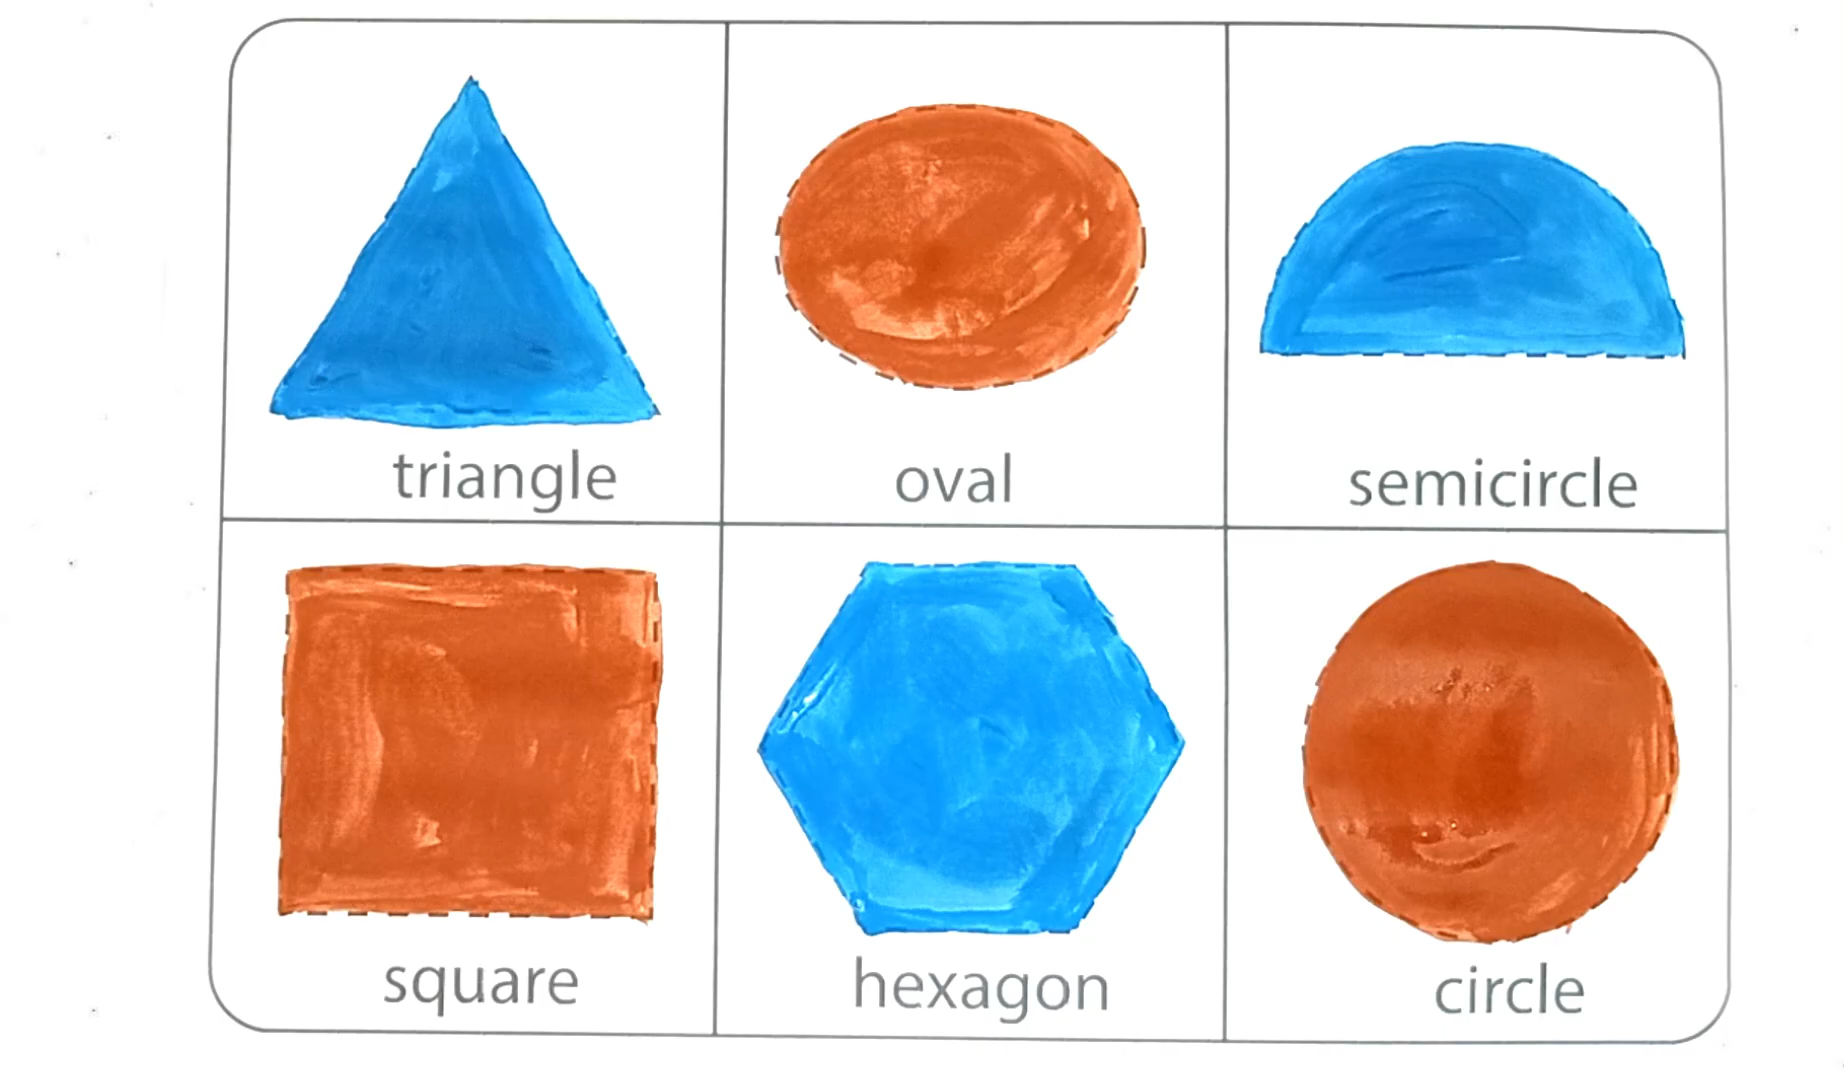 triangle
oval
semicircle
square
hexagon
circle